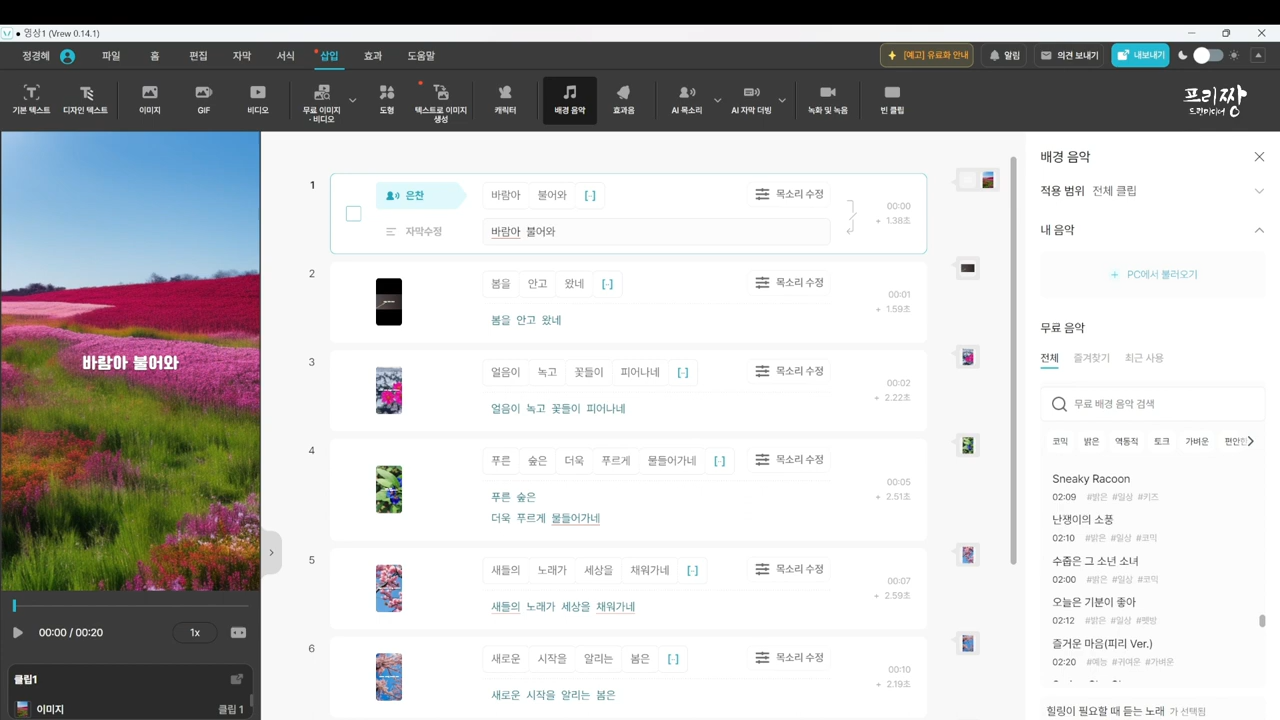 영상1 (Vrew 0.14.1)
정경혜 파일 홈 편집 자막 서식 삽입 효과 도움말
[예고] 유료화 안내 알림 의견 보내기 내보내기
기본 텍스트 디자인 텍스트 이미지 GIF 비디오 무료 이미지 · 비디오 도형 텍스트로 이미지 생성 캐릭터 배경 음악 효과음 AI 목소리 AI 자막 더빙 녹화 및 녹음 빈 클립
프리짱
드림미디어
바람아 불어와
00:00 / 00:20 1x
클립1
이미지 클립 1
1 은찬 바람아 불어와 [··] 목소리 수정
00:00
+ 1.38초
자막수정 바람아 불어와
2 봄을 안고 왔네 [··] 목소리 수정
00:01
+ 1.59초
봄을 안고 왔네
3 얼음이 녹고 꽃들이 피어나네 [··] 목소리 수정
00:02
+ 2.22초
얼음이 녹고 꽃들이 피어나네
4 푸른 숲은 더욱 푸르게 물들어가네 [··] 목소리 수정
00:05
+ 2.51초
푸른 숲은
더욱 푸르게 물들어가네
5 새들의 노래가 세상을 채워가네 [··] 목소리 수정
00:07
+ 2.59초
새들의 노래가 세상을 채워가네
6 새로운 시작을 알리는 봄은 [··] 목소리 수정
00:10
+ 2.19초
새로운 시작을 알리는 봄은
배경 음악
적용 범위 전체 클립
내 음악
+ PC에서 불러오기
무료 음악
전체 즐겨찾기 최근 사용
무료 배경 음악 검색
코믹 밝은 역동적 토크 가벼운
Sneaky Racoon
02:09 #밝은 #일상 #키즈
난쟁이의 소풍
02:10 #밝은 #일상 #코믹
수줍은 그 소년 소녀
02:00 #밝은 #일상 #코믹
오늘은 기분이 좋아
02:12 #밝은 #일상 #펫방
즐거운 마음(피리 Ver.)
02:20 #예능 #귀여운 #가벼운
힐링이 필요할 때 듣는 노래 가 선택됨